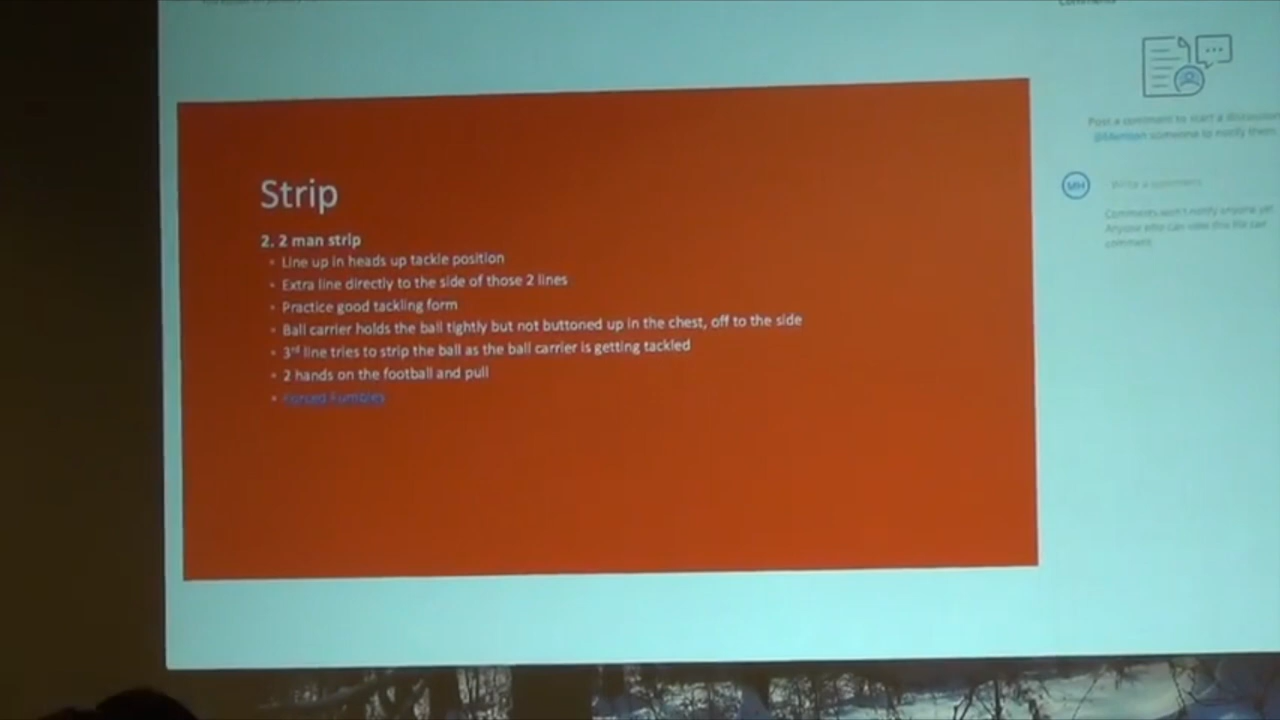 Strip
2. 2 man strip
Line up in heads up tackle position
Extra line directly to the side of those 2 lines
Practice good tackling form
Ball carrier holds the ball tightly but not buttoned up in the chest, off to the side
3rd line tries to strip the ball as the ball carrier is getting tackled
2 hands on the football and pull
Forced Fumbles
Comments
Post a comment to start a discussion
@Mention someone to notify them
MH
Write a comment
Comments won't notify anyone yet.
Anyone who can view this file can
comment.